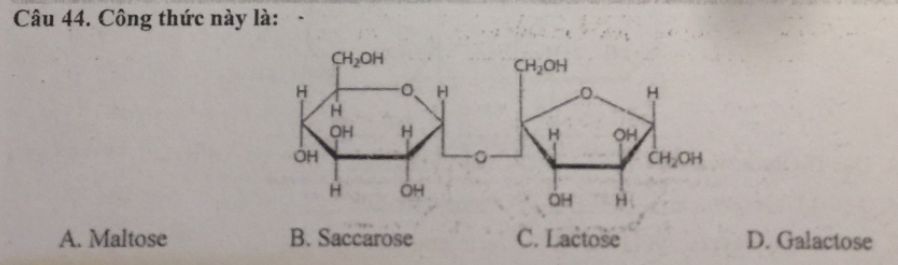 Câu 44. Công thức này là:
CH₂OH CH₂OH
H O H O H
H
OH H H OH
OH O CH₂OH
H OH OH H
A. Maltose B. Saccarose C. Lactose D. Galactose